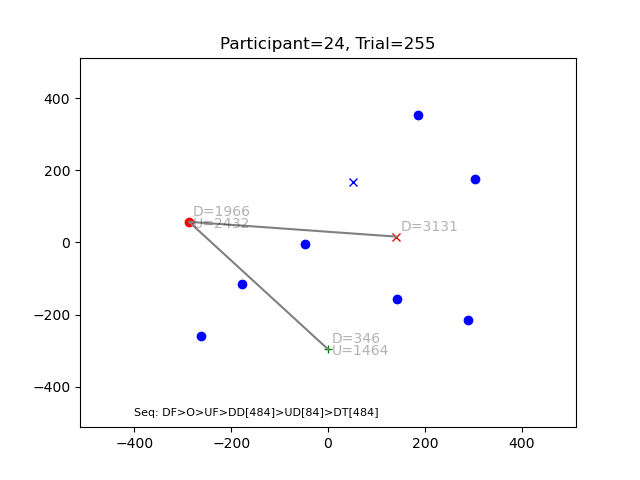 Participant=24, Trial=255
400
200
0
−200
−400
D=1966
U=2432
D=3131
D=346
U=1464
Seq: DF>O>UF>DD[484]>UD[84]>DT[484]
−400 −200 0 200 400